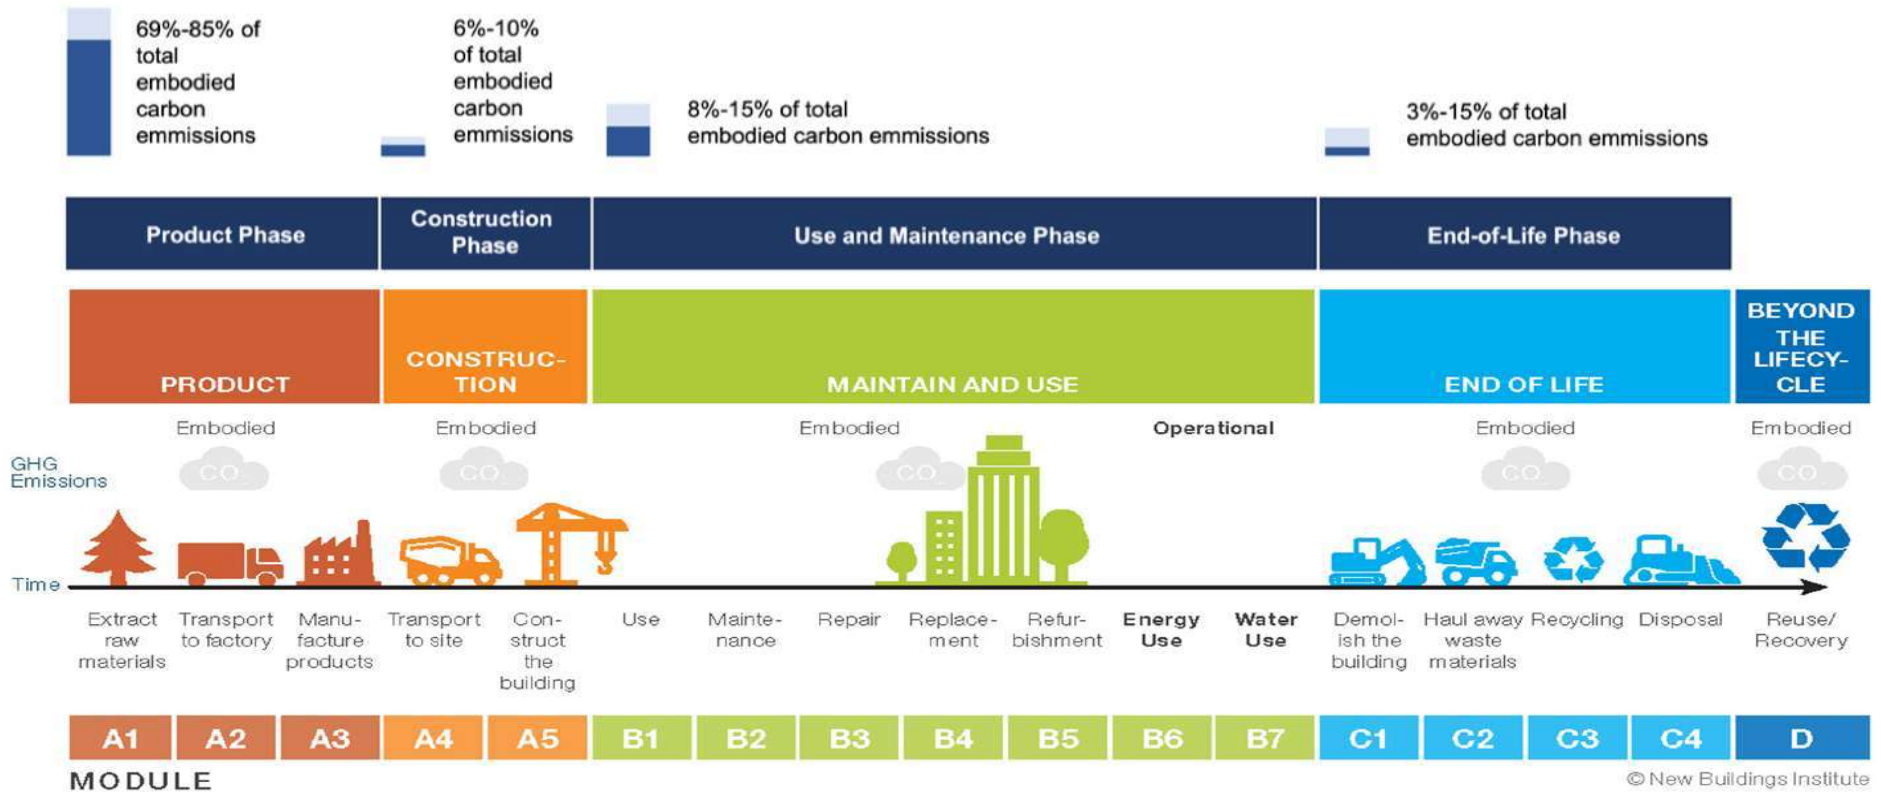 69%-85% of
total
embodied
carbon
emmissions
6%-10%
of total
embodied
carbon
emmissions
8%-15% of total
embodied carbon emmissions
3%-15% of total
embodied carbon emmissions
Product Phase
Construction
Phase
Use and Maintenance Phase
End-of-Life Phase
PRODUCT
CONSTRUC-
TION
MAINTAIN AND USE
END OF LIFE
BEYOND
THE
LIFECY-
CLE
Embodied
Embodied
Embodied
Operational
Embodied
Embodied
GHG
Emissions
CO
CO
CO
CO
CO
Time
Extract
raw
materials
Transport
to factory
Manu-
facture
products
Transport
to site
Con-
struct
the
building
Use
Mainte-
nance
Repair
Replace-
ment
Refur-
bishment
Energy
Use
Water
Use
Demol-
ish the
building
Haul away
waste
materials
Recycling
Disposal
Reuse/
Recovery
A1
A2
A3
A4
A5
B1
B2
B3
B4
B5
B6
B7
C1
C2
C3
C4
D
MODULE
© New Buildings Institute